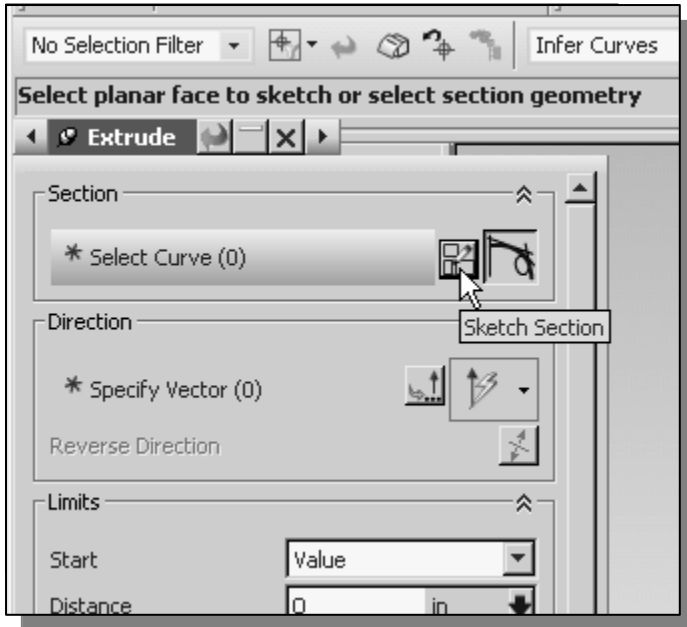 No Selection Filter Infer Curves
Select planar face to sketch or select section geometry
Extrude
Section
* Select Curve (0)
Sketch Section
Direction
* Specify Vector (0)
Reverse Direction
Limits
Start Value
Distance 0 in